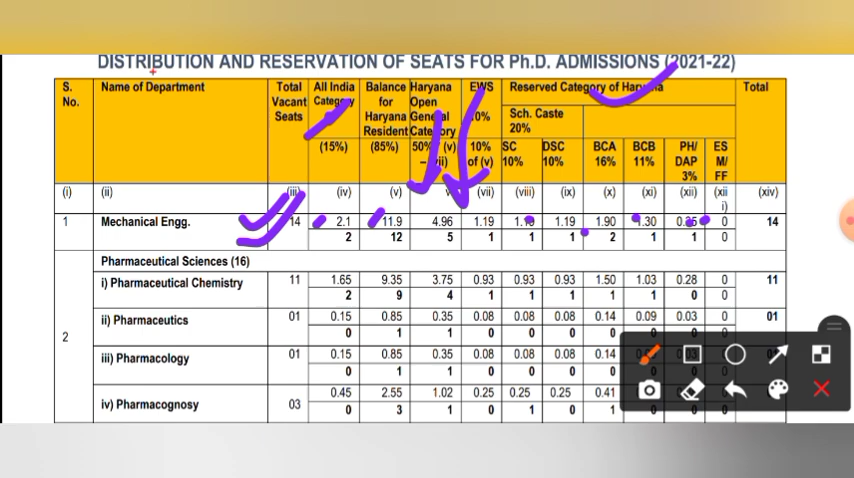 DISTRIBUTION AND RESERVATION OF SEATS FOR Ph.D. ADMISSIONS (2021-22)
S. No. Name of Department Total Vacant Seats All India Category (15%) Balance for Haryana Resident (85%) Haryana Open General Category 50% (v) EWS 10% of (v) Reserved Category of Haryana Total
Sch. Caste 20%
SC 10% DSC 10% BCA 16% BCB 11% PH/ DAP 3% ES M/ FF
(i) (ii) (iii) (iv) (v) (vii) (viii) (ix) (x) (xi) (xii) (xii i) (xiv)
1 Mechanical Engg. 14 2.1 11.9 4.96 1.19 1.19 1.90 1.30 0 14
2 12 5 1 1 1 2 1 1 0
2 Pharmaceutical Sciences (16)
i) Pharmaceutical Chemistry 11 1.65 9.35 3.75 0.93 0.93 0.93 1.50 1.03 0.28 0 11
2 9 4 1 1 1 1 1 0 0
ii) Pharmaceutics 01 0.15 0.85 0.35 0.08 0.08 0.08 0.14 0.09 0.03 0 01
0 1 1 0 0 0 0
iii) Pharmacology 01 0.15 0.85 0.35 0.08 0.08 0.08 0.14
0 1 1 0 0 0 0
iv) Pharmacognosy 03 0.45 2.55 1.02 0.25 0.25 0.25 0.41
0 3 1 0 1 0 1